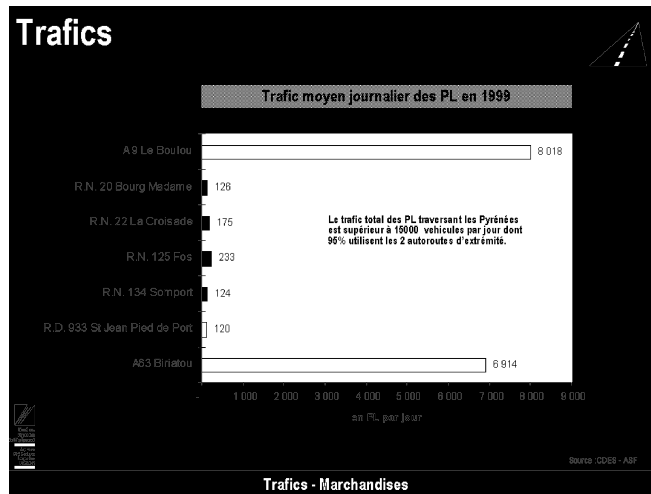 Trafics
Trafic moyen journalier des PL en 1999
A9 Le Boulou
8 018
R.N. 20 Bourg Madame
126
R.N. 22 La Croisade
175
Le trafic total des PL traversant les Pyrénées
est supérieur à 15000 vehicules par jour dont
95% utilisent les 2 autoroutes d'extrémité.
R.N. 125 Fos
233
R.N. 134 Somport
124
R.D. 933 St Jean Pied de Port
120
A63 Biriatou
6 914
- 1 000 2 000 3 000 4 000 5 000 6 000 7 000 8 000 9 000
en PL par jour
Source :CDES - ASF
Trafics - Marchandises